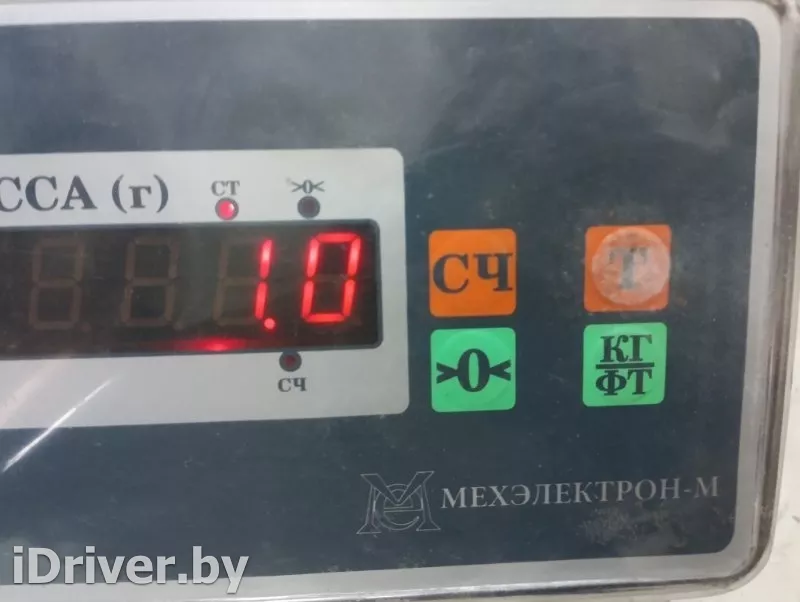 ССА (г)
СТ
>0<
1.0
СЧ
СЧ
Т
>0<
КГ
ФТ
МЕХЭЛЕКТРОН-М
iDriver.by